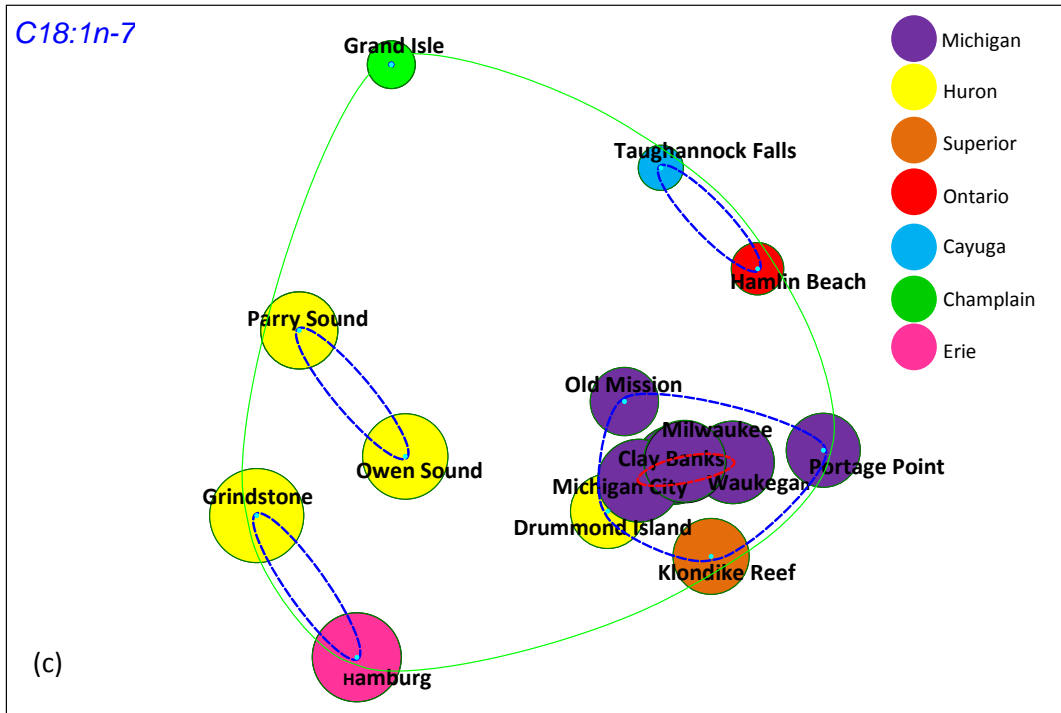 C18:1n-7
Grand Isle
Michigan
Huron
Superior
Taughannock Falls
Ontario
Cayuga
Hamlin Beach
Champlain
Parry Sound
Erie
Old Mission
Milwaukee
Clay Banks
Portage Point
Owen Sound
Michigan City
Waukegan
Grindstone
Drummond Island
Klondike Reef
(c)
Hamburg